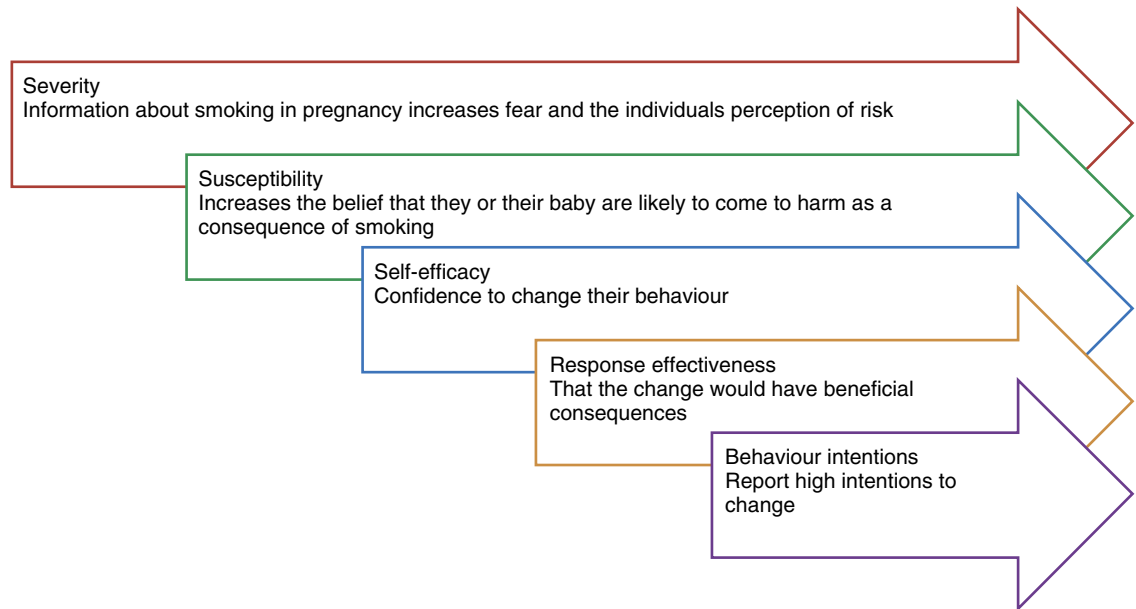 Severity
Information about smoking in pregnancy increases fear and the individuals perception of risk
Susceptibility
Increases the belief that they or their baby are likely to come to harm as a
consequence of smoking
Self-efficacy
Confidence to change their behaviour
Response effectiveness
That the change would have beneficial
consequences
Behaviour intentions
Report high intentions to
change